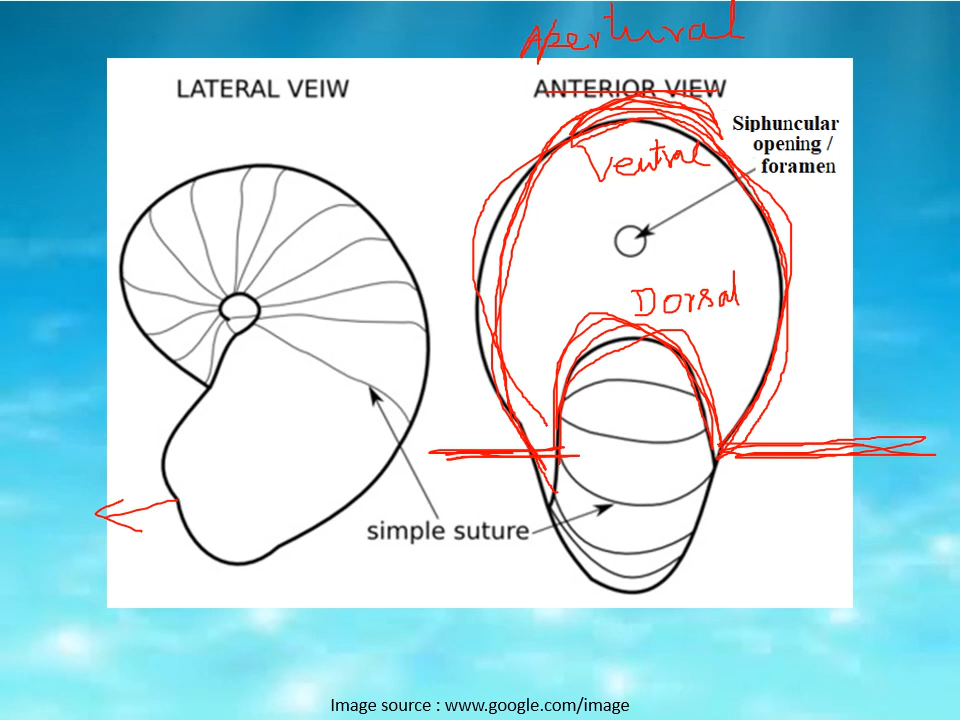 Apertural
LATERAL VEIW
ANTERIOR VIEW
Siphuncular
opening /
foramen
Ventral
Dorsal
simple suture
Image source : www.google.com/image